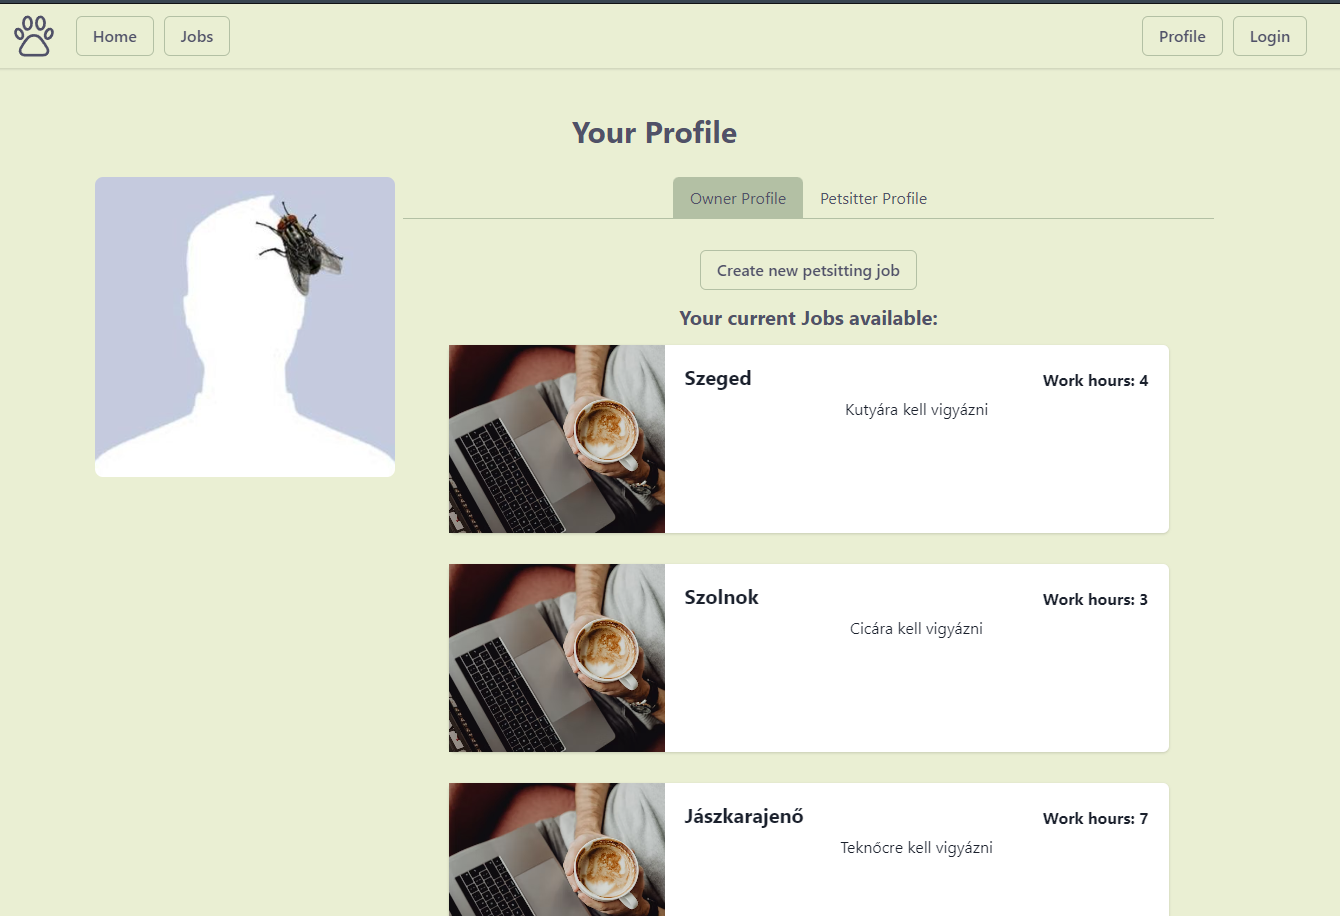 Home
Jobs
Profile
Login
Your Profile
Owner Profile
Petsitter Profile
Create new petsitting job
Your current Jobs available:
Szeged
Work hours: 4
Kutyára kell vigyázni
Szolnok
Work hours: 3
Cicára kell vigyázni
Jászkarajenő
Work hours: 7
Teknőcre kell vigyázni